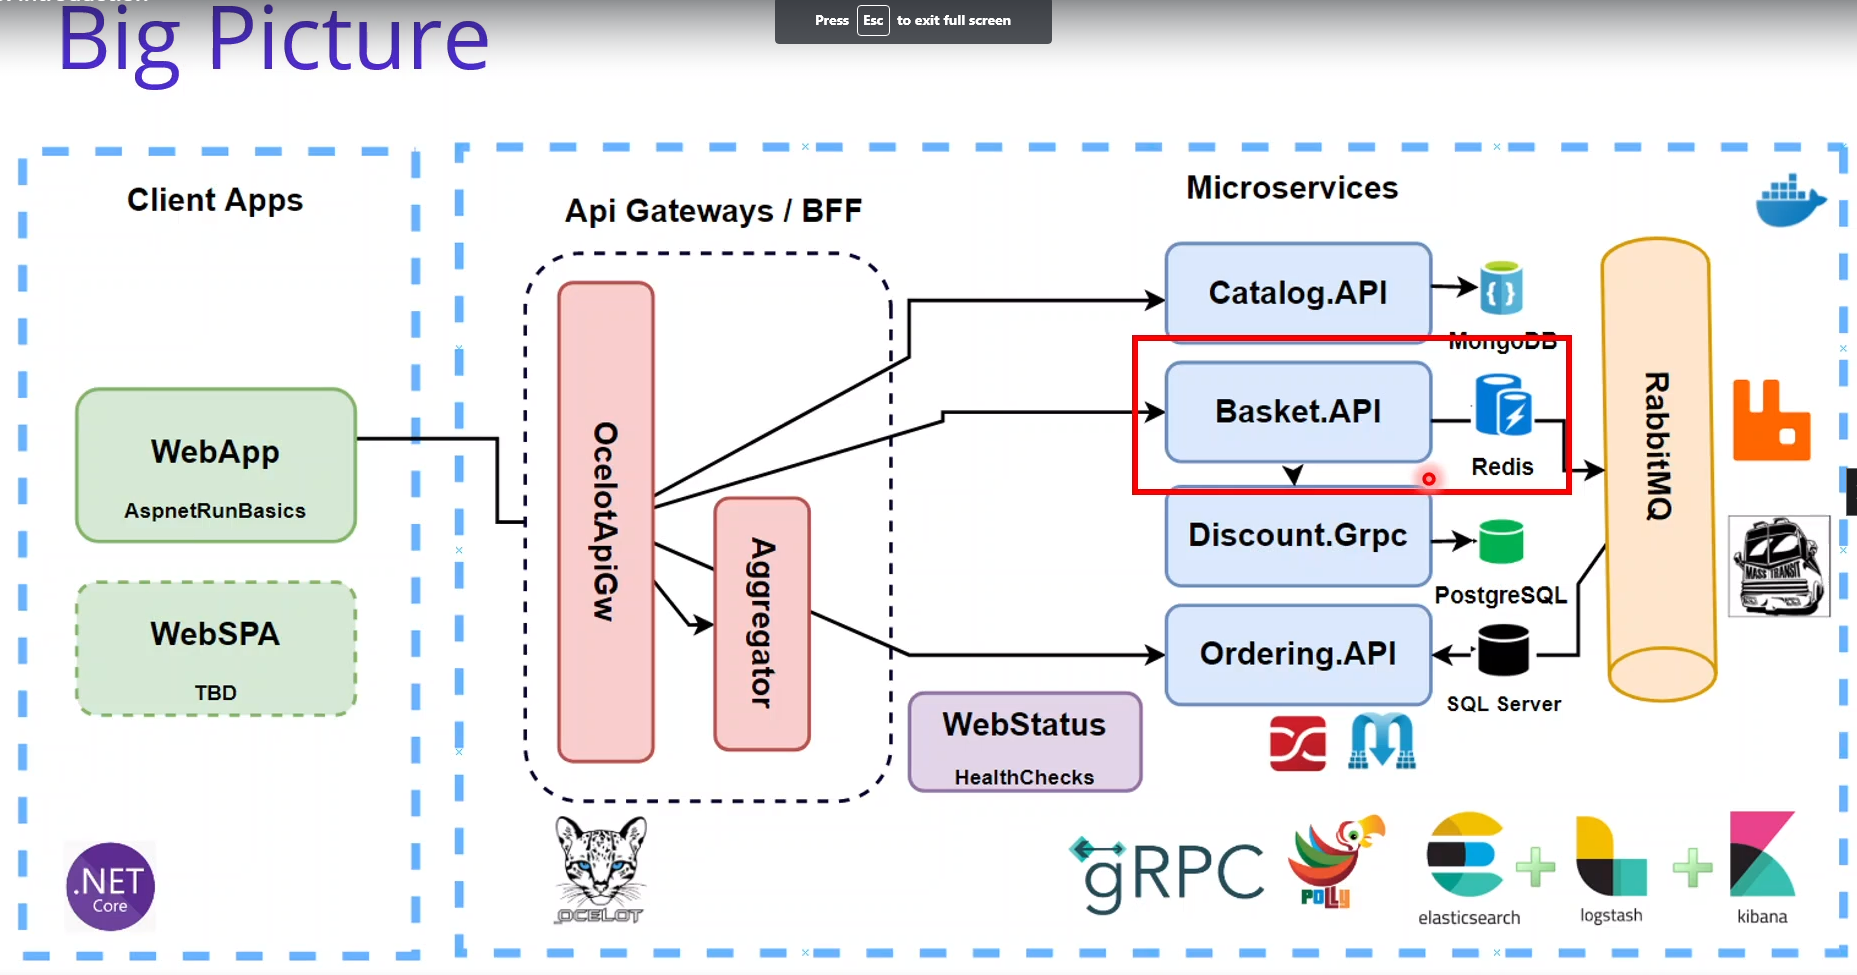 Big Picture
Press Esc to exit full screen
Client Apps
WebApp
AspnetRunBasics
WebSPA
TBD
.NET
Core
Api Gateways / BFF
OcelotApiGw
Aggregator
OCELOT
WebStatus
HealthChecks
Microservices
Catalog.API
MongoDB
Basket.API
Redis
Discount.Grpc
PostgreSQL
Ordering.API
SQL Server
RabbitMQ
MASS TRANSIT
gRPC
POLLY
elasticsearch
logstash
kibana